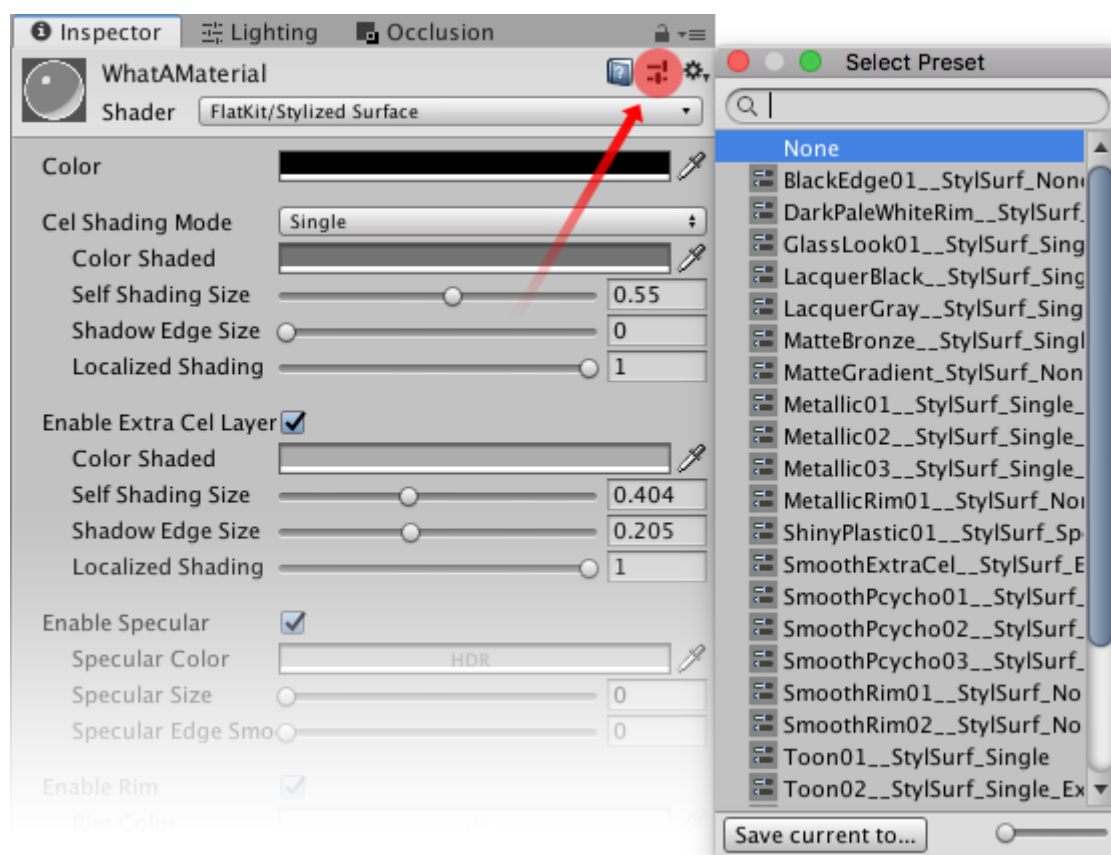 Inspector Lighting Occlusion
WhatAMaterial
Shader FlatKit/Stylized Surface
Color
Cel Shading Mode Single
Color Shaded
Self Shading Size 0.55
Shadow Edge Size 0
Localized Shading 1
Enable Extra Cel Layer
Color Shaded
Self Shading Size 0.404
Shadow Edge Size 0.205
Localized Shading 1
Enable Specular
Specular Color HDR
Specular Size 0
Specular Edge Smo 0
Enable Rim
Rim Color HDR
Select Preset
None
BlackEdge01__StylSurf_None
DarkPaleWhiteRim__StylSurf_
GlassLook01__StylSurf_Sing
LacquerBlack__StylSurf_Sing
LacquerGray__StylSurf_Sing
MatteBronze__StylSurf_Singl
MatteGradient_StylSurf_Non
Metallic01__StylSurf_Single_
Metallic02__StylSurf_Single_
Metallic03__StylSurf_Single_
MetallicRim01__StylSurf_Nor
ShinyPlastic01__StylSurf_Sp
SmoothExtraCel__StylSurf_E
SmoothPcycho01__StylSurf_
SmoothPcycho02__StylSurf_
SmoothPcycho03__StylSurf_
SmoothRim01__StylSurf_No
SmoothRim02__StylSurf_No
Toon01__StylSurf_Single
Toon02__StylSurf_Single_Ex
Save current to...